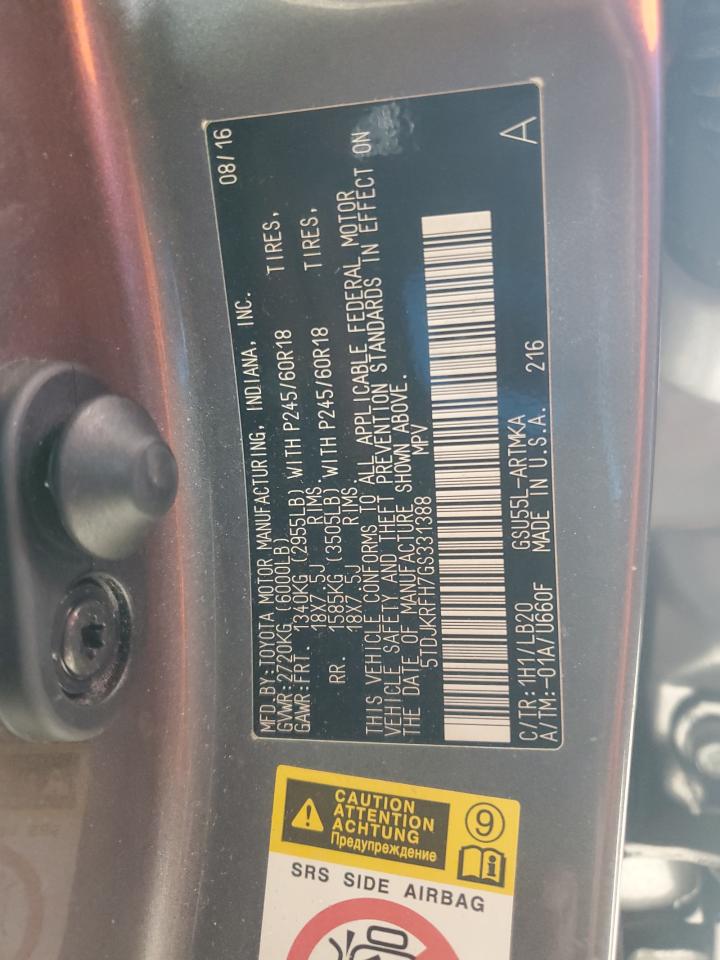 08/16
MFD.BY:TOYOTA MOTOR MANUFACTURING, INDIANA, INC.
GVWR:2720KG (6000LB)
GAWR:FRT 1340KG (2955LB) WITH P245/60R18 TIRES,
18X7.5J RIMS.
RR 1585KG (3505LB) WITH P245/60R18 TIRES,
18X7.5J RIMS.
THIS VEHICLE CONFORMS TO ALL APPLICABLE FEDERAL MOTOR
VEHICLE SAFETY AND THEFT PREVENTION STANDARDS IN EFFECT ON
THE DATE OF MANUFACTURE SHOWN ABOVE.
5TDJKRFH7GS331388 MPV
C/TR:1H1/LB20 GSU55L-ARTMKA A
A/TM:-01A/U660F MADE IN U.S.A. 216
CAUTION
ATTENTION
ACHTUNG
Предупреждение
9
i
SRS SIDE AIRBAG